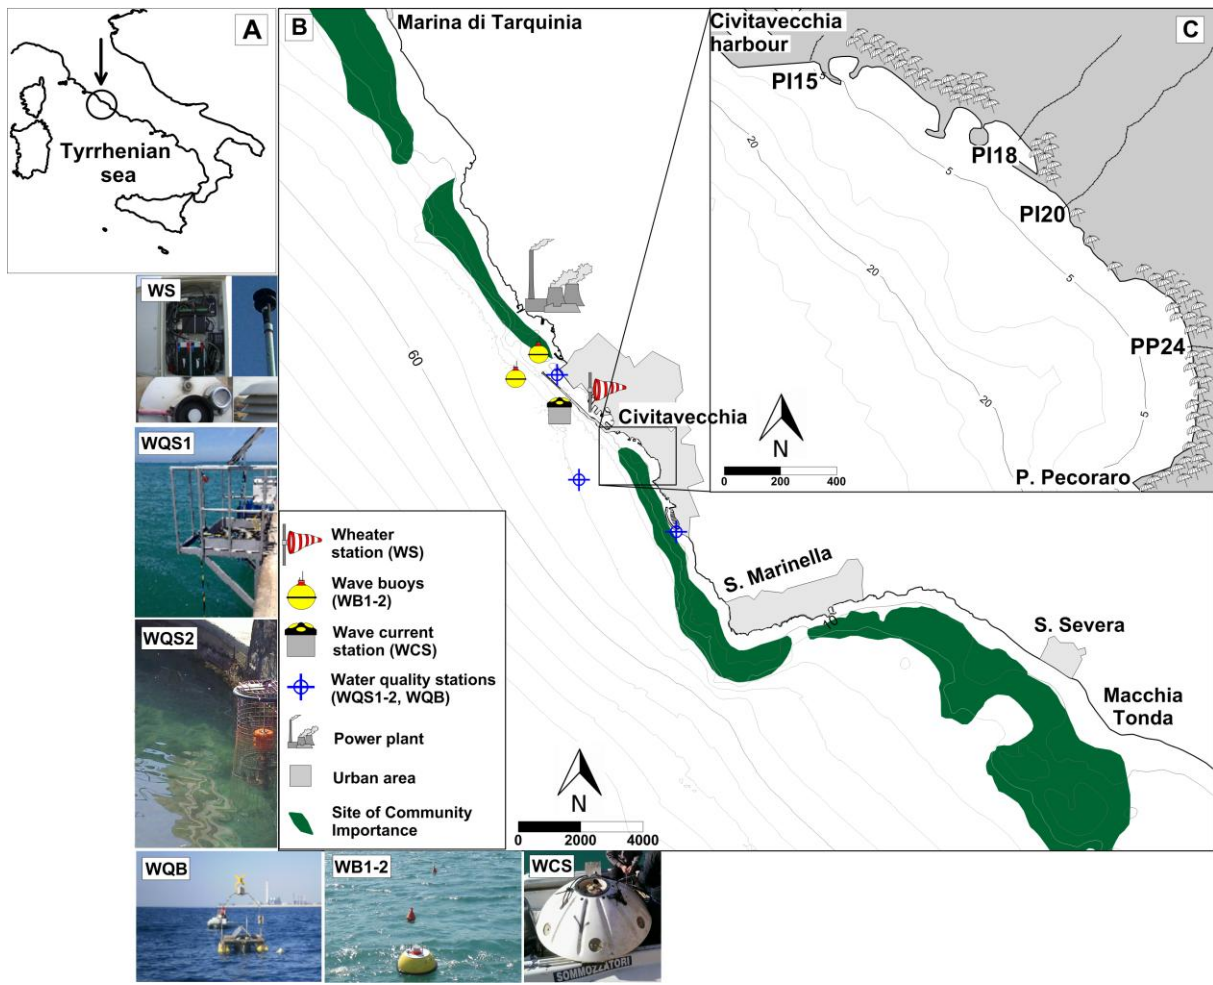 A
Tyrrhenian
sea
B
Marina di Tarquinia
60
Civitavecchia
S. Marinella
10
S. Severa
Macchia
Tonda
Wheater
station (WS)
Wave buoys
(WB1-2)
Wave current
station (WCS)
Water quality stations
(WQS1-2, WQB)
Power plant
Urban area
Site of Community
Importance
N
0 2000 4000
Civitavecchia
harbour
C
PI15
5
20
5
PI18
PI20
5
20
PP24
20
5
N
0 200 400
P. Pecoraro
WS
WQS1
WQS2
WQB
WB1-2
WCS
SOMMOZZATORI